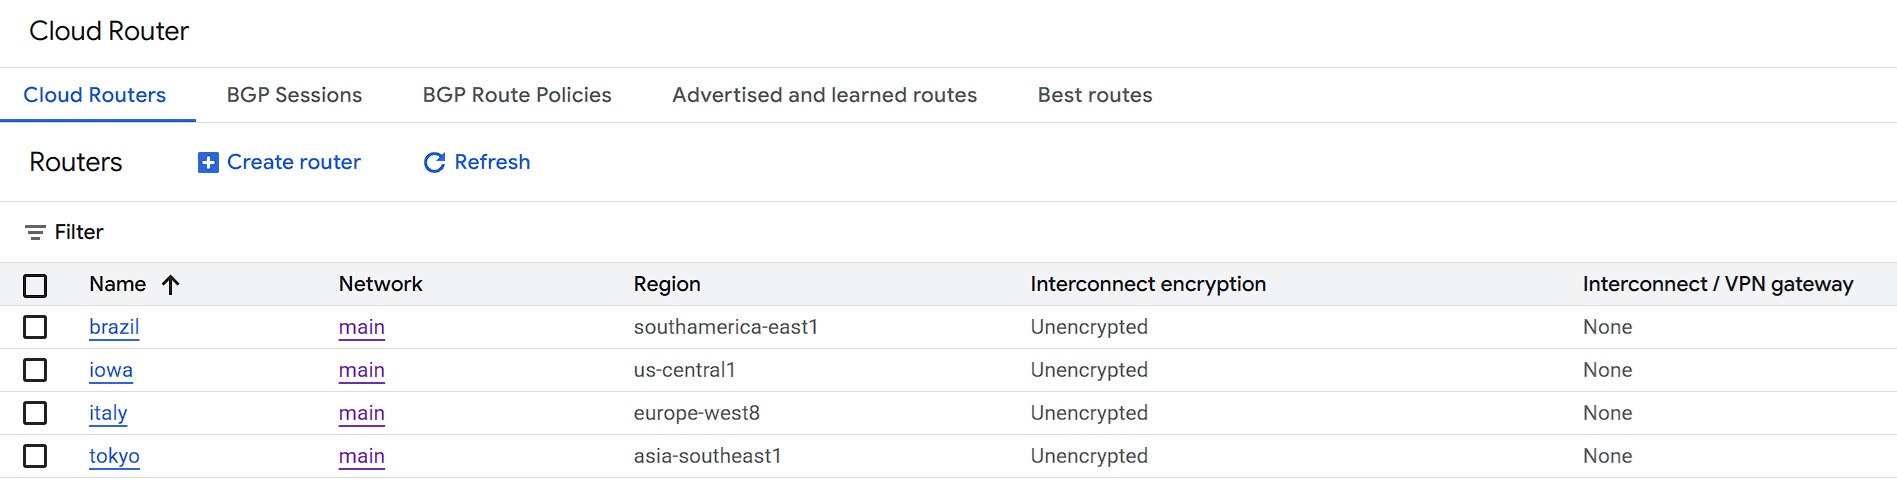 Cloud Router
Cloud Routers BGP Sessions BGP Route Policies Advertised and learned routes Best routes
Routers Create router Refresh
Filter
Name Network Region Interconnect encryption Interconnect / VPN gateway
brazil main southamerica-east1 Unencrypted None
iowa main us-central1 Unencrypted None
italy main europe-west8 Unencrypted None
tokyo main asia-southeast1 Unencrypted None